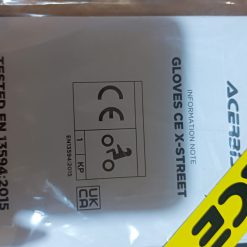 ACERBIS
INFORMATION NOTE
GLOVES CE X-STREET
CE
1 KP
EN13594:2015
UK
CA
TESTED EN 13594:2015
CE